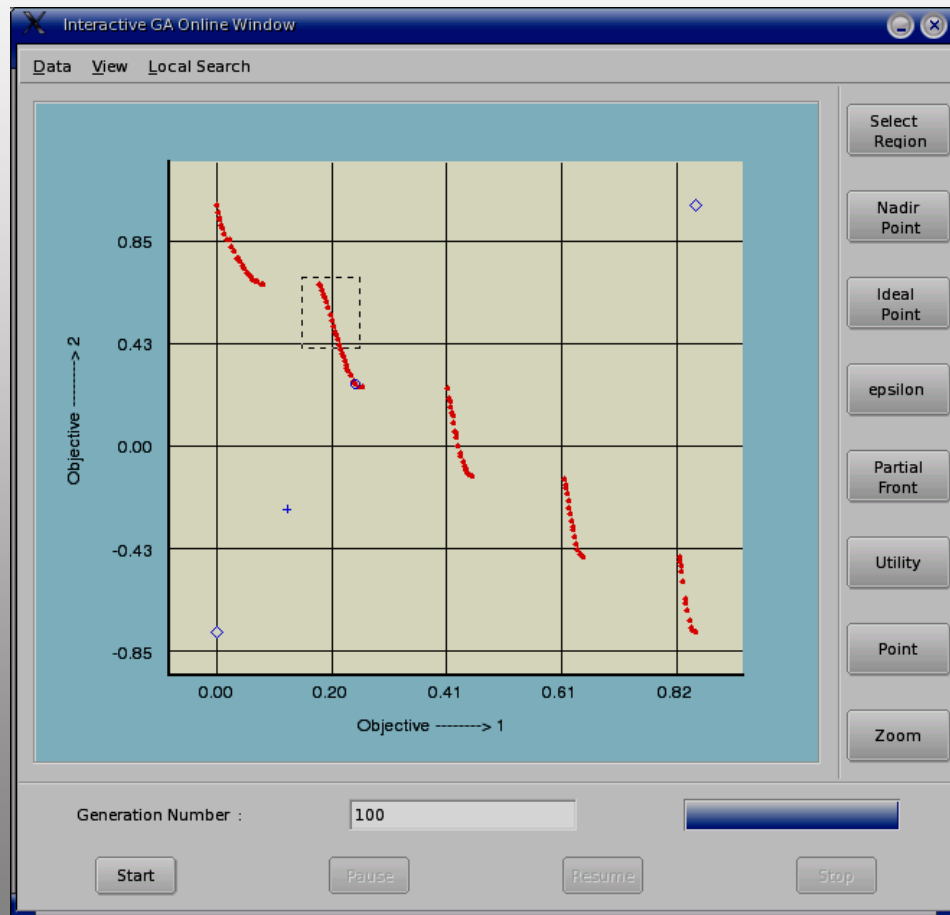 Interactive GA Online Window
Data View Local Search
Select
Region
Nadir
Point
Ideal
Point
epsilon
Partial
Front
Utility
Point
Zoom
Objective --------> 2
0.85
0.43
0.00
-0.43
-0.85
0.00 0.20 0.41 0.61 0.82
Objective --------> 1
Generation Number : 100
Start Pause Resume Stop